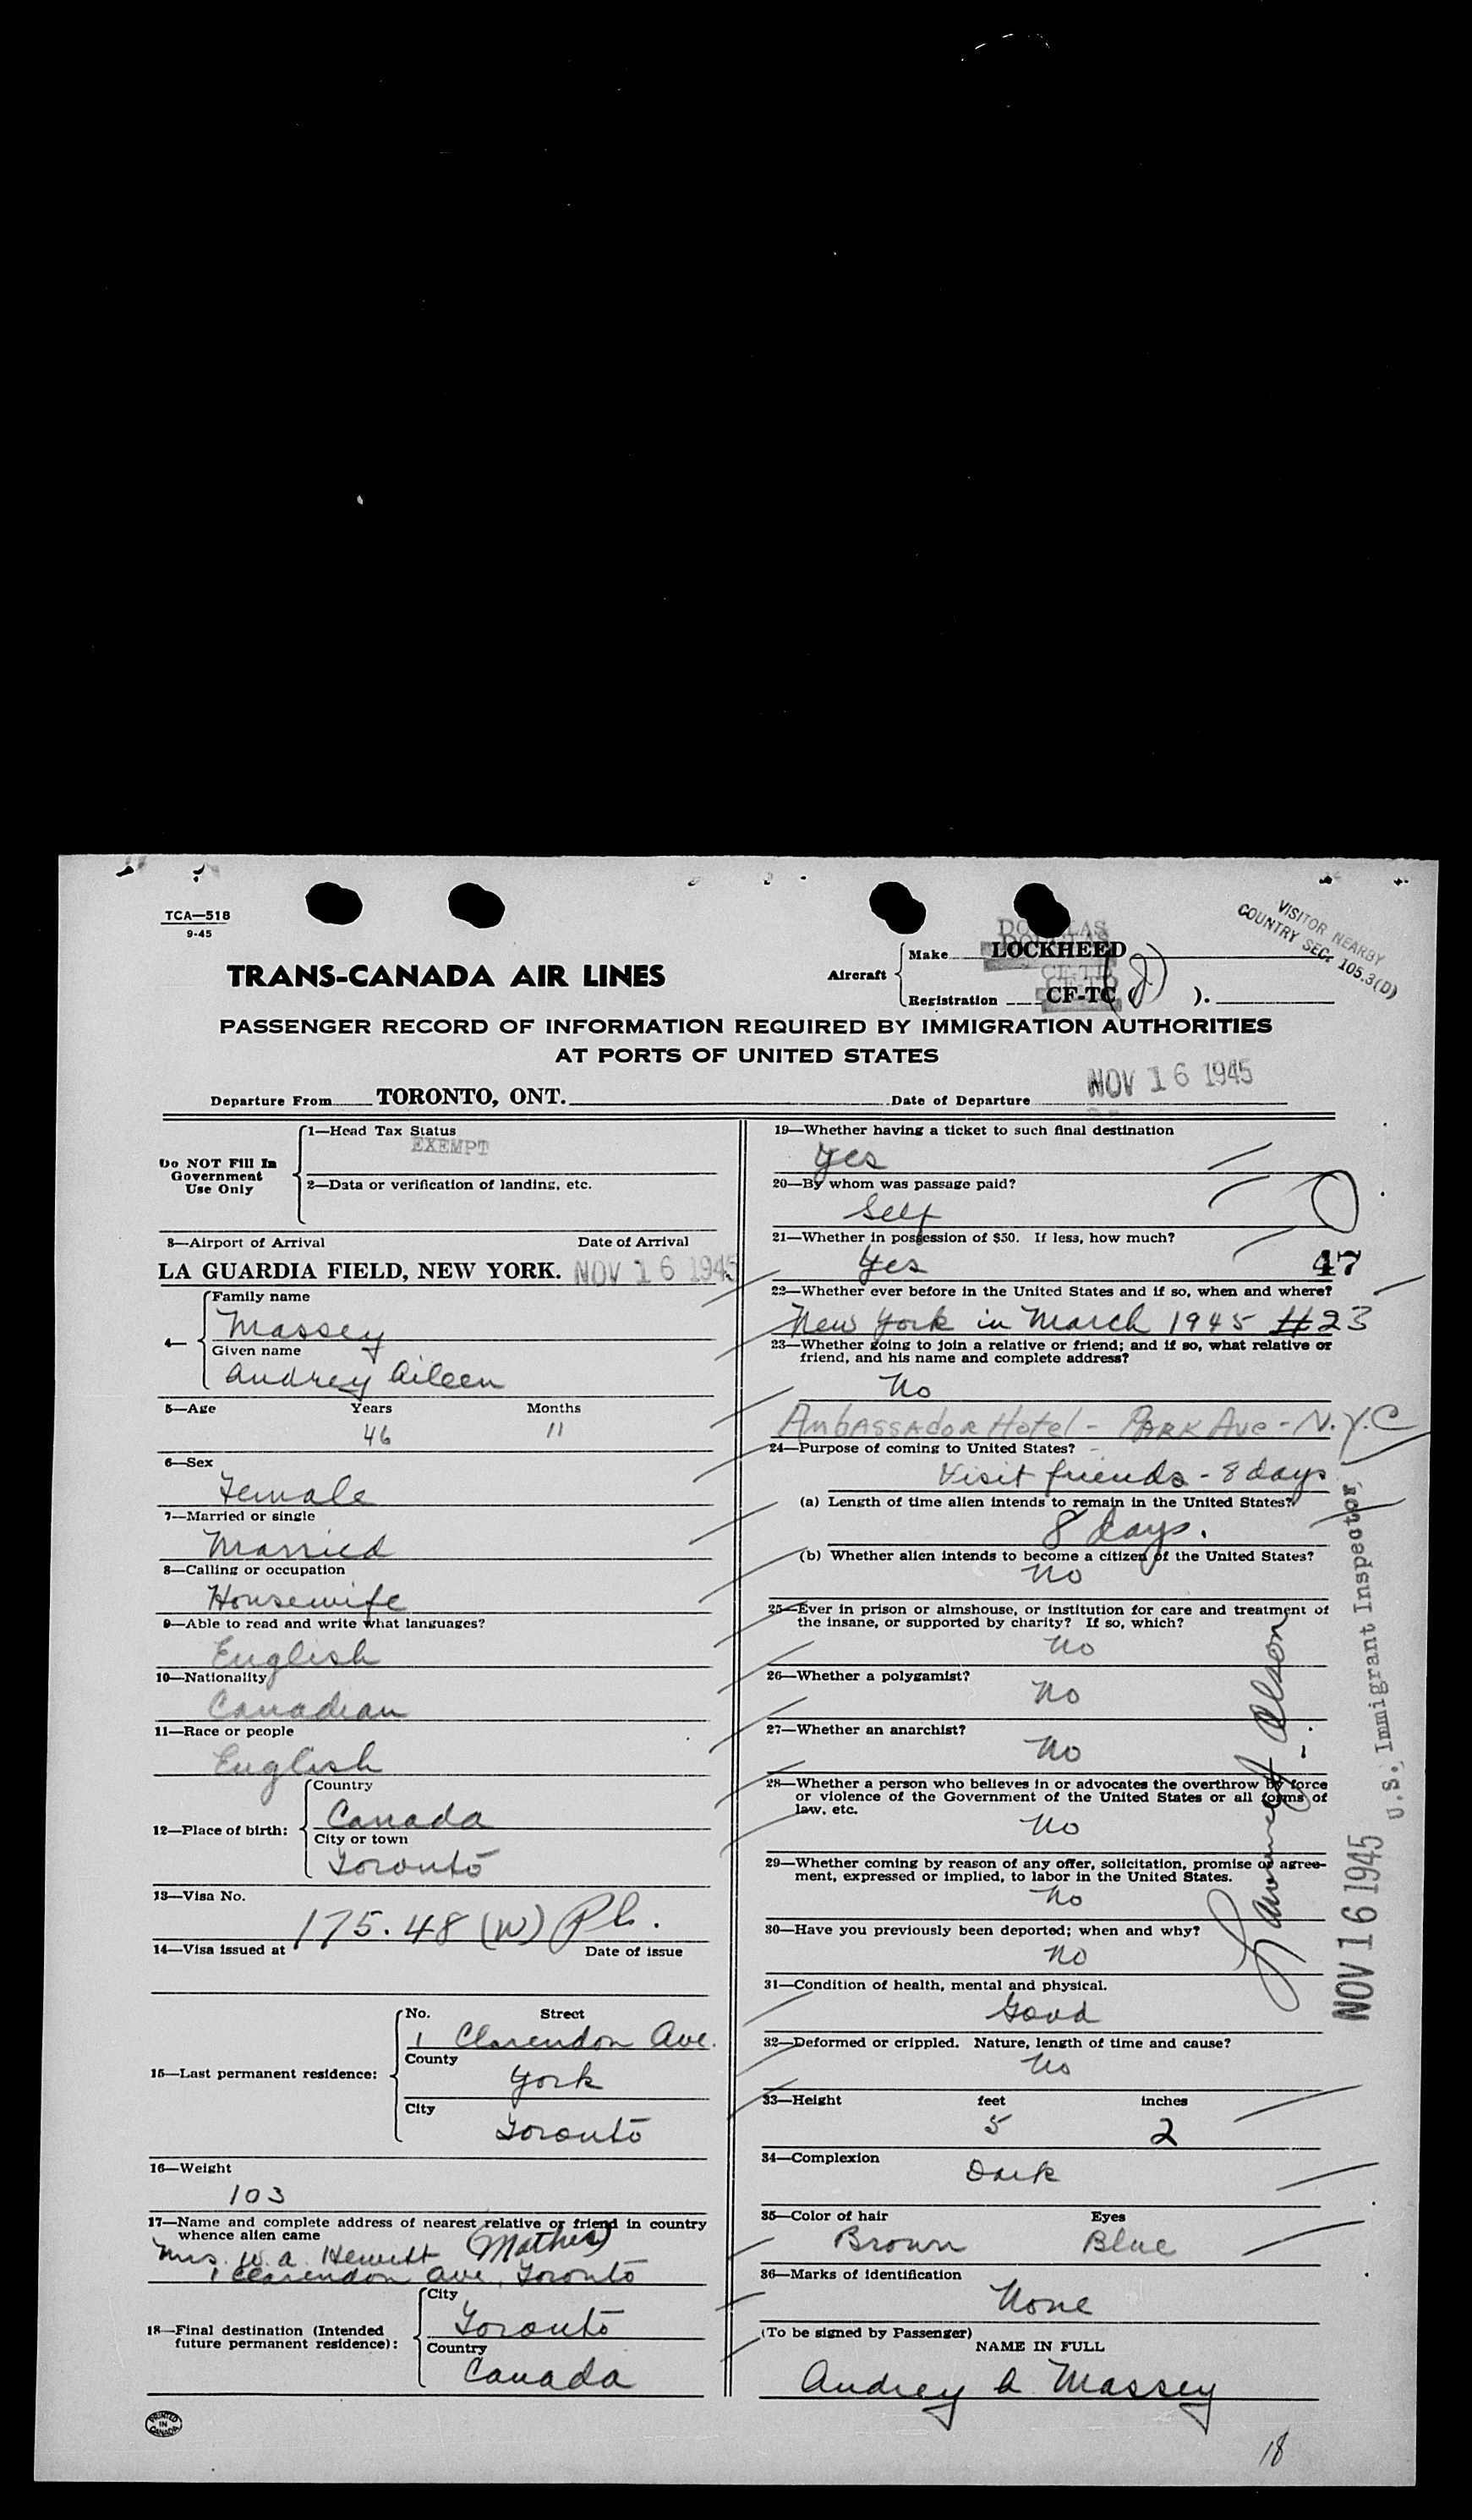 TCA—518
9-45
VISITOR NEARBY
COUNTRY SEC. 105.3(D)
TRANS-CANADA AIR LINES
Aircraft
Make LOCKHEED
Registration CF-TC ( ).
PASSENGER RECORD OF INFORMATION REQUIRED BY IMMIGRATION AUTHORITIES
AT PORTS OF UNITED STATES
Departure From TORONTO, ONT. Date of Departure NOV 16 1945
Do NOT Fill In
Government
Use Only
1—Head Tax Status
EXEMPT
2—Data or verification of landing, etc.
3—Airport of Arrival Date of Arrival
LA GUARDIA FIELD, NEW YORK. NOV 16 1945
4—
Family name
Massey
Given name
Audrey Aileen
5—Age Years Months
46 11
6—Sex
Female
7—Married or single
Married
8—Calling or occupation
Housewife
9—Able to read and write what languages?
English
10—Nationality
Canadian
11—Race or people
English
12—Place of birth:
Country
Canada
City or town
Toronto
13—Visa No.
175.48 (W)
14—Visa issued at Date of issue
15—Last permanent residence:
No. Street
1 Clarendon Ave.
County
York
City
Toronto
16—Weight
103
17—Name and complete address of nearest relative or friend in country
whence alien came
Mrs. W. A. Hewitt (Mother)
1 Clarendon Ave, Toronto
18—Final destination (Intended
future permanent residence):
City
Toronto
Country
Canada
PRINTED
IN
CANADA
19—Whether having a ticket to such final destination
Yes
20—By whom was passage paid?
Self
21—Whether in possession of $50. If less, how much?
Yes
47
22—Whether ever before in the United States and if so, when and where?
New York in March 1945 #23
23—Whether going to join a relative or friend; and if so, what relative or
friend, and his name and complete address?
No
Ambassador Hotel - Park Ave - N.Y.C
24—Purpose of coming to United States?
Visit friends - 8 days
(a) Length of time alien intends to remain in the United States?
8 days.
(b) Whether alien intends to become a citizen of the United States?
No
25—Ever in prison or almshouse, or institution for care and treatment of
the insane, or supported by charity? If so, which?
No
26—Whether a polygamist?
No
27—Whether an anarchist?
No
28—Whether a person who believes in or advocates the overthrow by force
or violence of the Government of the United States or all forms of
law, etc.
No
29—Whether coming by reason of any offer, solicitation, promise or agree-
ment, expressed or implied, to labor in the United States.
No
30—Have you previously been deported; when and why?
No
31—Condition of health, mental and physical.
Good
32—Deformed or crippled. Nature, length of time and cause?
No
33—Height feet inches
5 2
34—Complexion
Dark
35—Color of hair Eyes
Brown Blue
36—Marks of identification
None
(To be signed by Passenger)
NAME IN FULL
Audrey A Massey
18
Olson
U.S. Immigrant Inspector,
NOV 16 1945